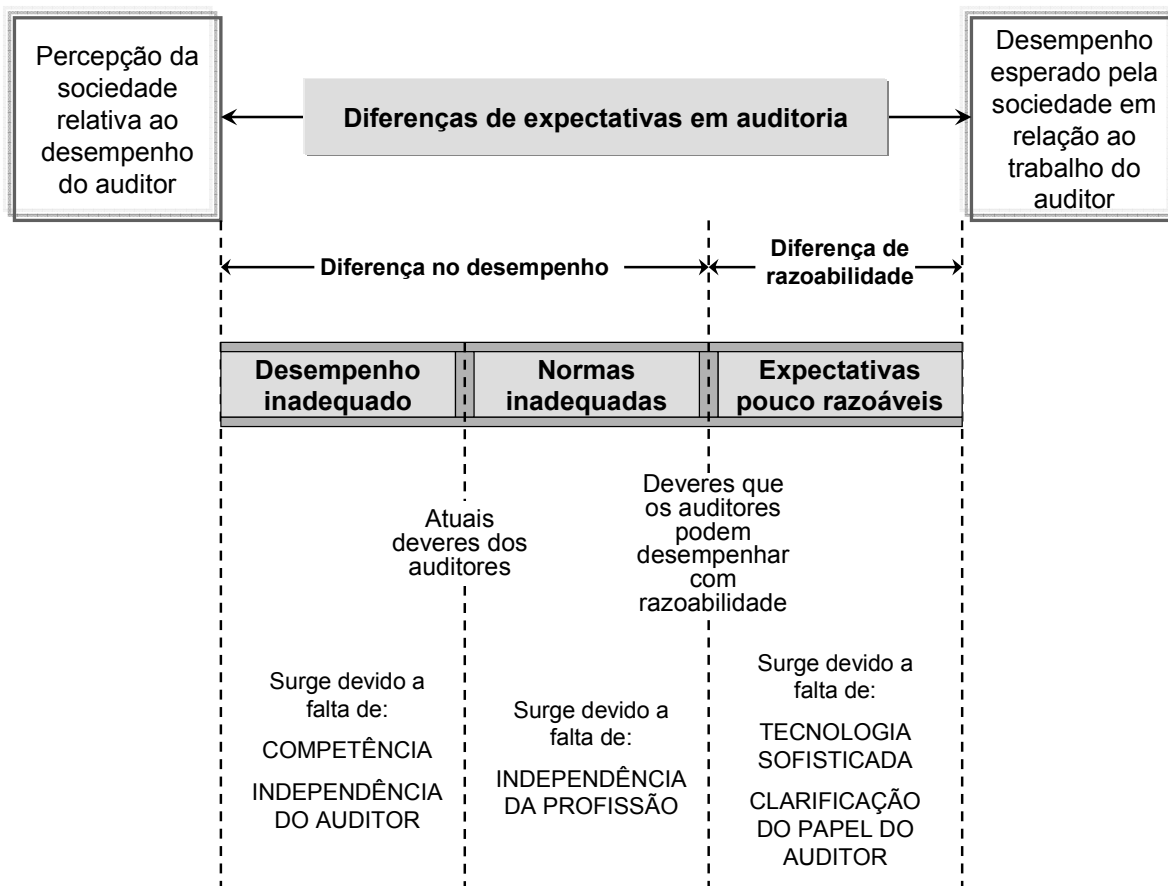 Percepção da
sociedade
relativa ao
desempenho
do auditor
Diferenças de expectativas em auditoria
Desempenho
esperado pela
sociedade em
relação ao
trabalho do
auditor
Diferença no desempenho
Diferença de
razoabilidade
Desempenho
inadequado
Normas
inadequadas
Expectativas
pouco razoáveis
Atuais
deveres dos
auditores
Deveres que
os auditores
podem
desempenhar
com
razoabilidade
Surge devido a
falta de:
COMPETÊNCIA
INDEPENDÊNCIA
DO AUDITOR
Surge devido a
falta de:
INDEPENDÊNCIA
DA PROFISSÃO
Surge devido a
falta de:
TECNOLOGIA
SOFISTICADA
CLARIFICAÇÃO
DO PAPEL DO
AUDITOR